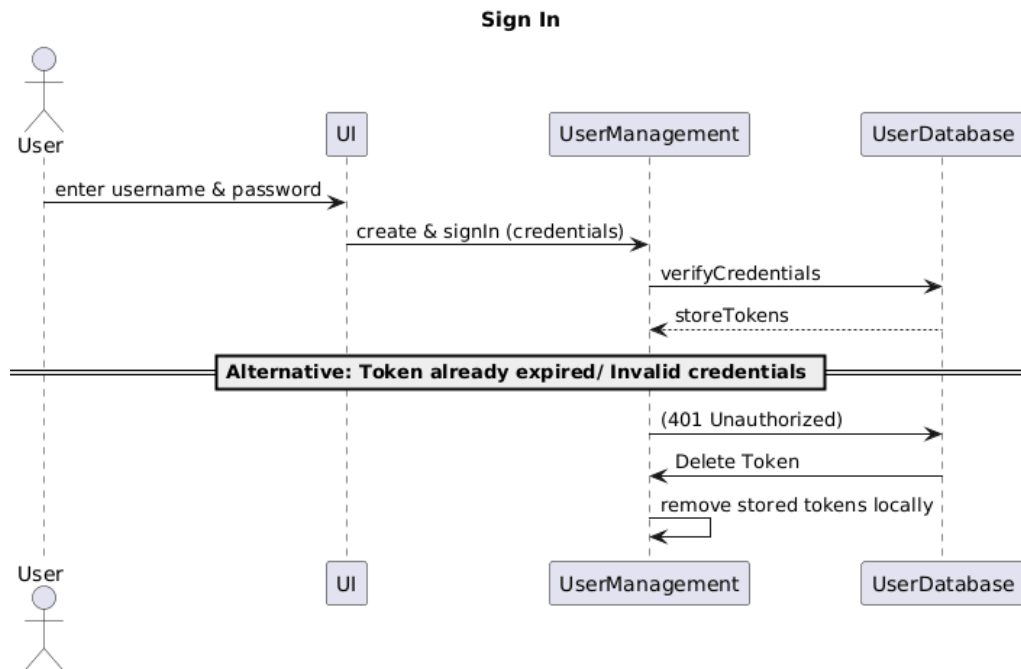 Sign In
User
UI
UserManagement
UserDatabase
enter username & password
create & signIn (credentials)
verifyCredentials
storeTokens
Alternative: Token already expired/ Invalid credentials
(401 Unauthorized)
Delete Token
remove stored tokens locally
User
UI
UserManagement
UserDatabase